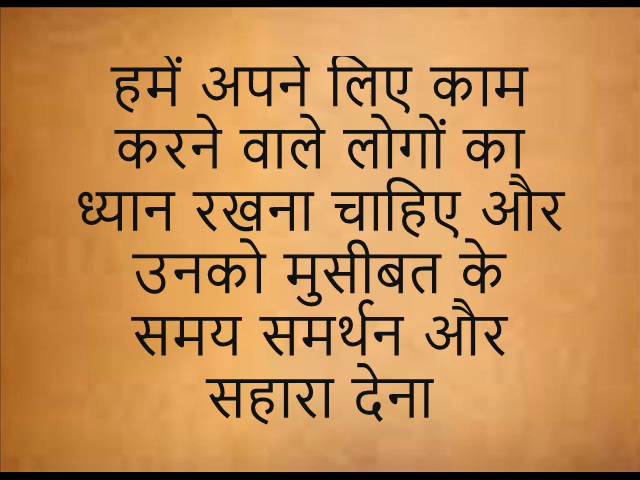 हमें अपने लिए काम
करने वाले लोगों का
ध्यान रखना चाहिए और
उनको मुसीबत के
समय समर्थन और
सहारा देना